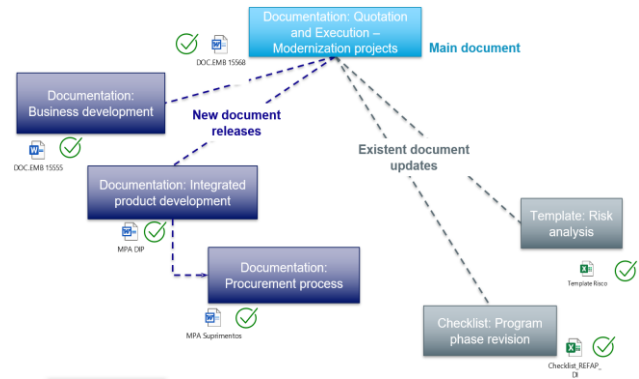 Documentation: Quotation
and Execution –
Modernization projects
Main document
DOC.EMB 15568
Documentation:
Business development
New document
releases
DOC.EMB 15555
Existent document
updates
Documentation: Integrated
product development
Template: Risk
analysis
MPA DIP
Documentation:
Procurement process
Template Risco
Checklist: Program
phase revision
MPA Suprimentos
Checklist_REFAP_
DI